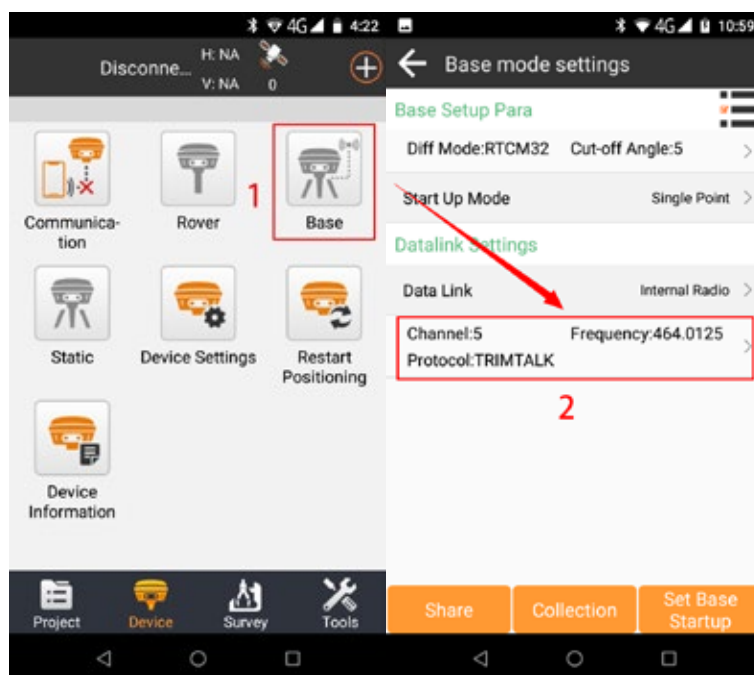 4G 4:22
Disconne... H: NA
V: NA 0
1
Communica-
tion
Rover
Base
Static
Device Settings
Restart
Positioning
Device
Information
Project
Device
Survey
Tools
4G 10:59
Base mode settings
Base Setup Para
Diff Mode:RTCM32 Cut-off Angle:5
Start Up Mode Single Point
Datalink Settings
Data Link Internal Radio
Channel:5 Frequency:464.0125
Protocol:TRIMTALK
2
Share
Collection
Set Base
Startup